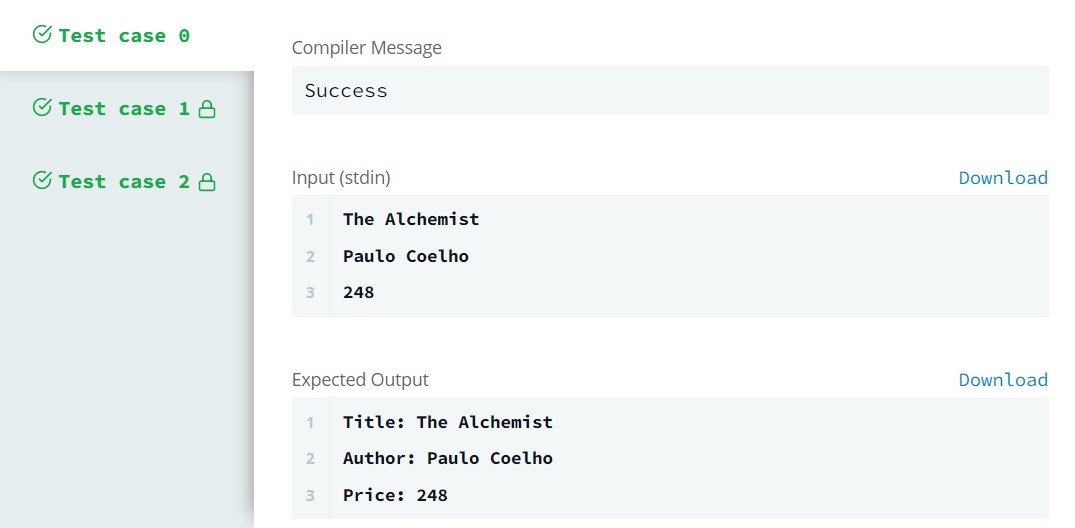 Test case 0
Test case 1
Test case 2
Compiler Message
Success
Input (stdin)
Download
1 The Alchemist
2 Paulo Coelho
3 248
Expected Output
Download
1 Title: The Alchemist
2 Author: Paulo Coelho
3 Price: 248